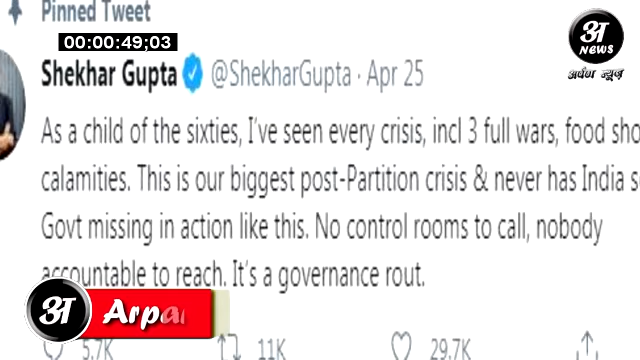 Pinned Tweet
00:00:49;03
Shekhar Gupta @ShekharGupta · Apr 25
As a child of the sixties, I've seen every crisis, incl 3 full wars, food
calamities. This is our biggest post-Partition crisis & never has India
Govt missing in action like this. No control rooms to call, nobody
accountable to reach. It's a governance rout.
5.7K 11K 29.7K
अ
NEWS
अर्पण न्यूज़
अ
Arpa